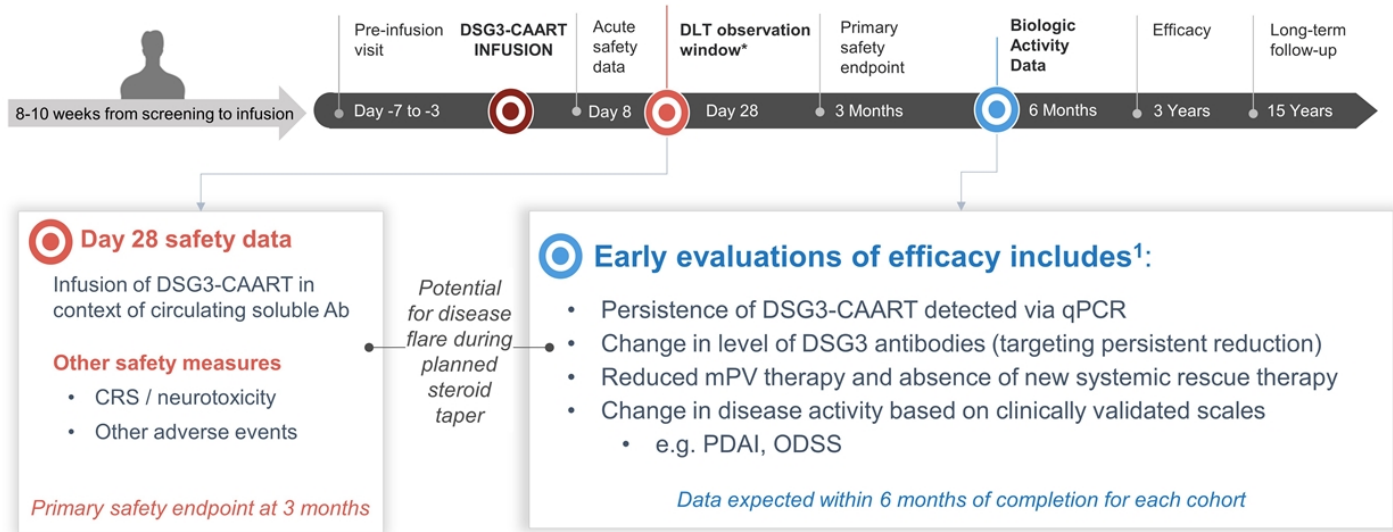 Pre-infusion
visit
DSG3-CAART
INFUSION
Acute
safety
data
DLT observation
window*
Primary
safety
endpoint
Biologic
Activity
Data
Efficacy
Long-term
follow-up
8-10 weeks from screening to infusion
Day -7 to -3
Day 8
Day 28
3 Months
6 Months
3 Years
15 Years
Day 28 safety data
Infusion of DSG3-CAART in
context of circulating soluble Ab
Other safety measures
• CRS / neurotoxicity
• Other adverse events
Primary safety endpoint at 3 months
Potential
for disease
flare during
planned
steroid
taper
Early evaluations of efficacy includes¹:
• Persistence of DSG3-CAART detected via qPCR
• Change in level of DSG3 antibodies (targeting persistent reduction)
• Reduced mPV therapy and absence of new systemic rescue therapy
• Change in disease activity based on clinically validated scales
• e.g. PDAI, ODSS
Data expected within 6 months of completion for each cohort